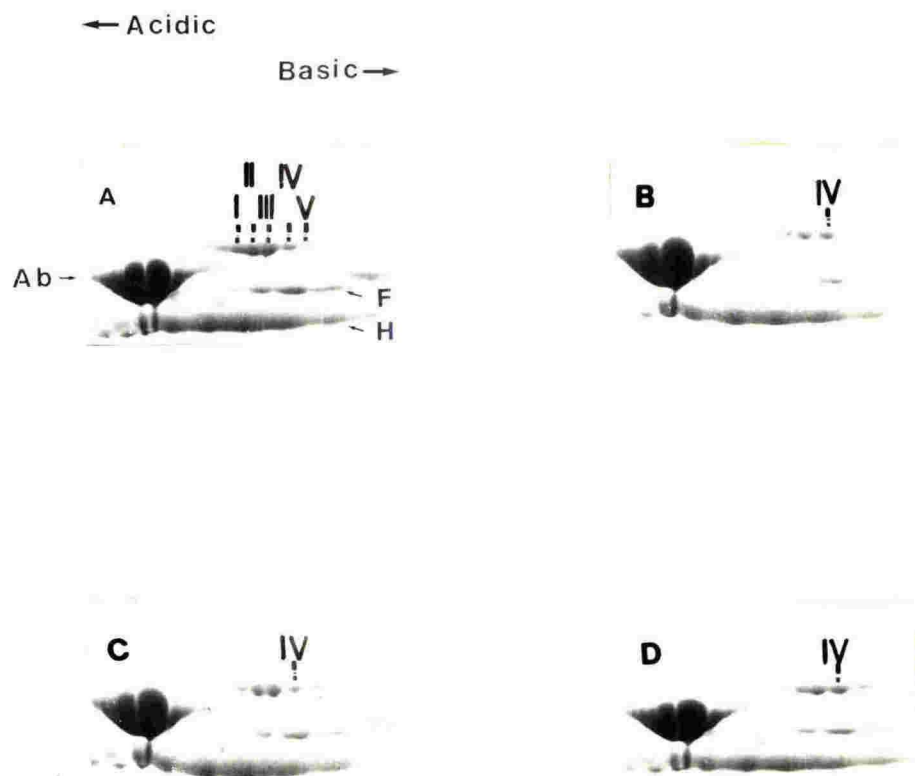 ← Acidic
Basic →
A
II IV
I III V
Ab →
F
H
B
IV
C
IV
D
IV